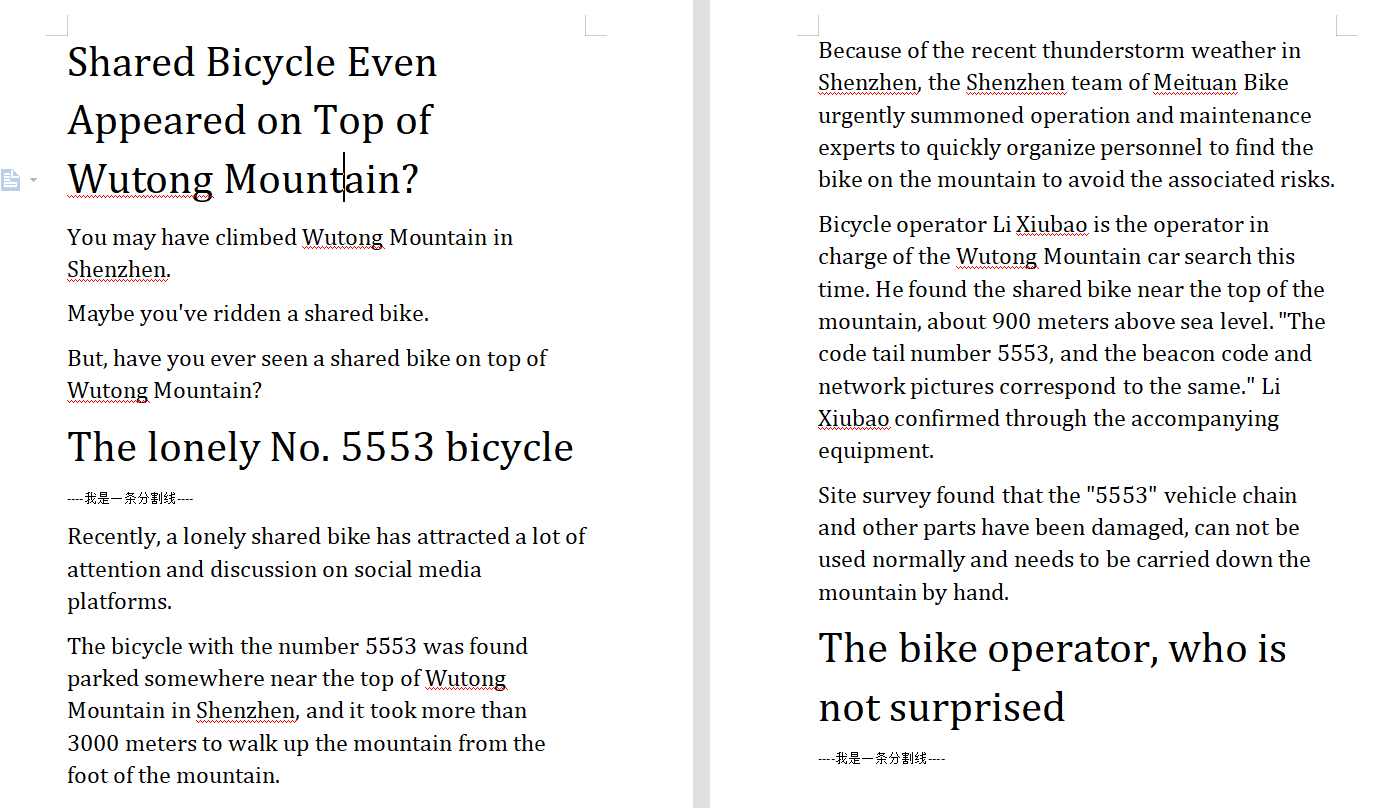 Shared Bicycle Even
Appeared on Top of
Wutong Mountain?
You may have climbed Wutong Mountain in
Shenzhen.
Maybe you've ridden a shared bike.
But, have you ever seen a shared bike on top of
Wutong Mountain?
The lonely No. 5553 bicycle
----我是一条分割线----
Recently, a lonely shared bike has attracted a lot of
attention and discussion on social media
platforms.
The bicycle with the number 5553 was found
parked somewhere near the top of Wutong
Mountain in Shenzhen, and it took more than
3000 meters to walk up the mountain from the
foot of the mountain.
Because of the recent thunderstorm weather in
Shenzhen, the Shenzhen team of Meituan Bike
urgently summoned operation and maintenance
experts to quickly organize personnel to find the
bike on the mountain to avoid the associated risks.
Bicycle operator Li Xiubao is the operator in
charge of the Wutong Mountain car search this
time. He found the shared bike near the top of the
mountain, about 900 meters above sea level. "The
code tail number 5553, and the beacon code and
network pictures correspond to the same." Li
Xiubao confirmed through the accompanying
equipment.
Site survey found that the "5553" vehicle chain
and other parts have been damaged, can not be
used normally and needs to be carried down the
mountain by hand.
The bike operator, who is
not surprised
----我是一条分割线----